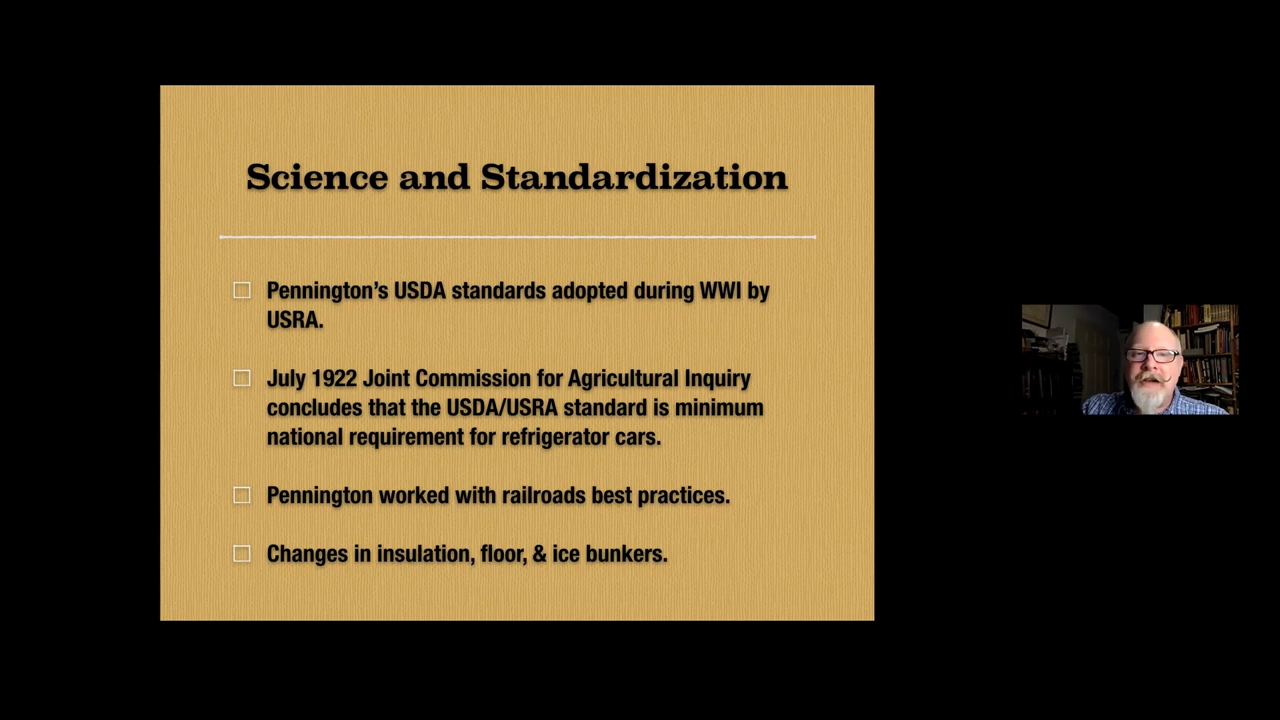 Science and Standardization
Pennington’s USDA standards adopted during WWI by
USRA.
July 1922 Joint Commission for Agricultural Inquiry
concludes that the USDA/USRA standard is minimum
national requirement for refrigerator cars.
Pennington worked with railroads best practices.
Changes in insulation, floor, & ice bunkers.